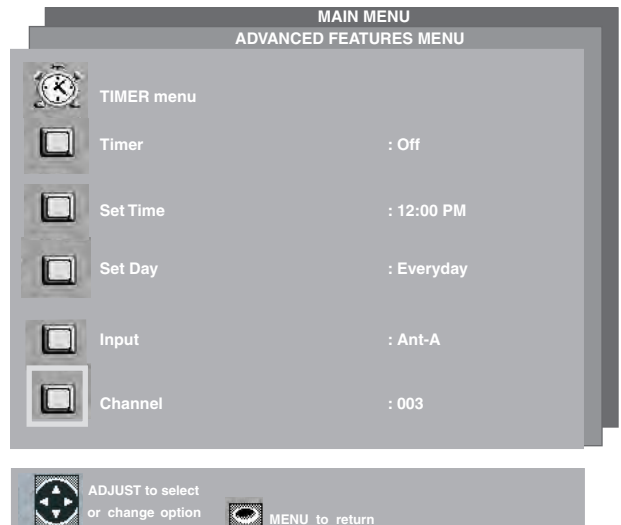 MAIN MENU
ADVANCED FEATURES MENU
TIMER menu
Timer : Off
Set Time : 12:00 PM
Set Day : Everyday
Input : Ant-A
Channel : 003
ADJUST to select
or change option
MENU to return